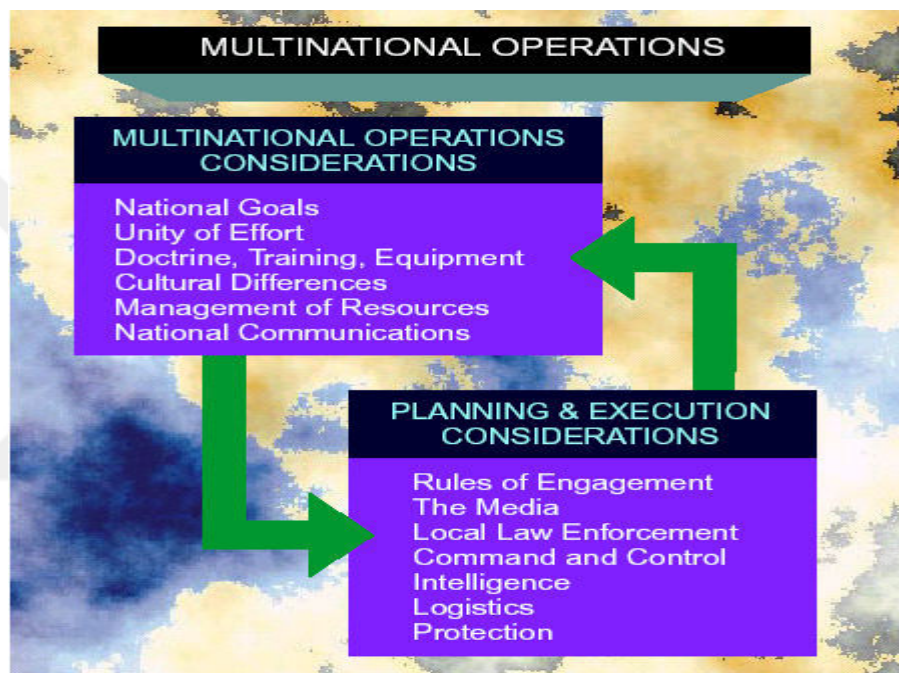 MULTINATIONAL OPERATIONS
MULTINATIONAL OPERATIONS
CONSIDERATIONS
National Goals
Unity of Effort
Doctrine, Training, Equipment
Cultural Differences
Management of Resources
National Communications
PLANNING & EXECUTION
CONSIDERATIONS
Rules of Engagement
The Media
Local Law Enforcement
Command and Control
Intelligence
Logistics
Protection